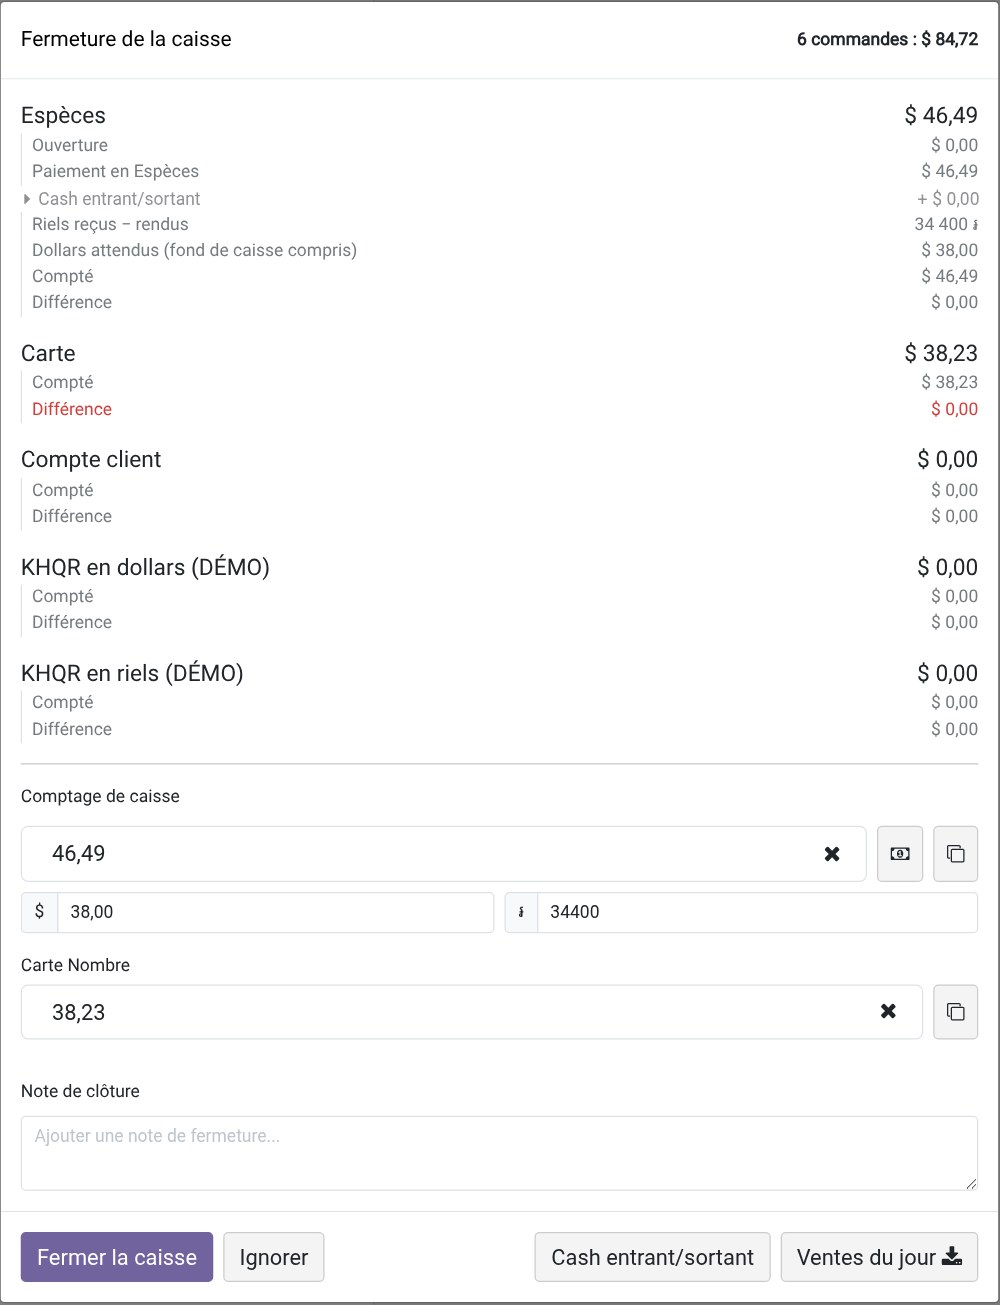 Fermeture de la caisse 6 commandes : $ 84,72
Espèces $ 46,49
Ouverture $ 0,00
Paiement en Espèces $ 46,49
Cash entrant/sortant + $ 0,00
Riels reçus − rendus 34 400 ៛
Dollars attendus (fond de caisse compris) $ 38,00
Compté $ 46,49
Différence $ 0,00
Carte $ 38,23
Compté $ 38,23
Différence $ 0,00
Compte client $ 0,00
Compté $ 0,00
Différence $ 0,00
KHQR en dollars (DÉMO) $ 0,00
Compté $ 0,00
Différence $ 0,00
KHQR en riels (DÉMO) $ 0,00
Compté $ 0,00
Différence $ 0,00
Comptage de caisse
46,49
$ 38,00 ៛ 34400
Carte Nombre
38,23
Note de clôture
Ajouter une note de fermeture...
Fermer la caisse Ignorer Cash entrant/sortant Ventes du jour